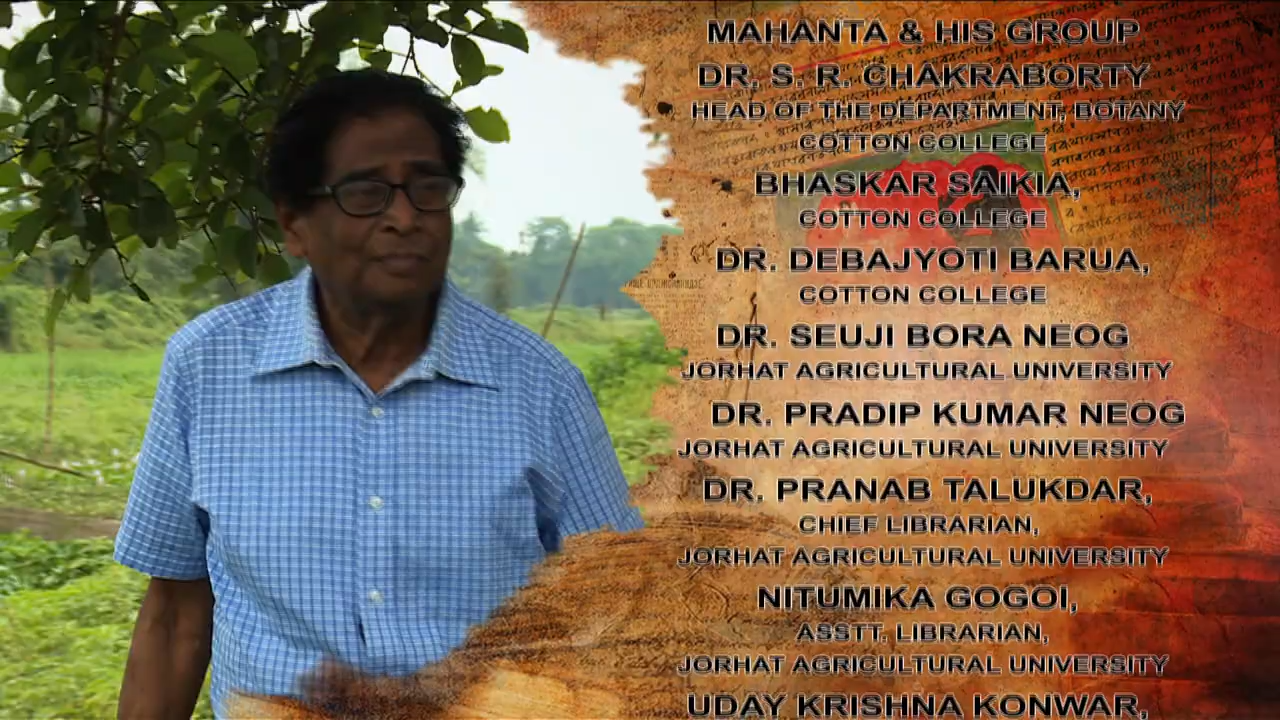 MAHANTA & HIS GROUP
DR. S. R. CHAKRABORTY
HEAD OF THE DEPARTMENT, BOTANY
COTTON COLLEGE
BHASKAR SAIKIA,
COTTON COLLEGE
DR. DEBAJYOTI BARUA,
COTTON COLLEGE
DR. SEUJI BORA NEOG
JORHAT AGRICULTURAL UNIVERSITY
DR. PRADIP KUMAR NEOG
JORHAT AGRICULTURAL UNIVERSITY
DR. PRANAB TALUKDAR,
CHIEF LIBRARIAN,
JORHAT AGRICULTURAL UNIVERSITY
NITUMIKA GOGOI,
ASSTT. LIBRARIAN,
JORHAT AGRICULTURAL UNIVERSITY
UDAY KRISHNA KONWAR,